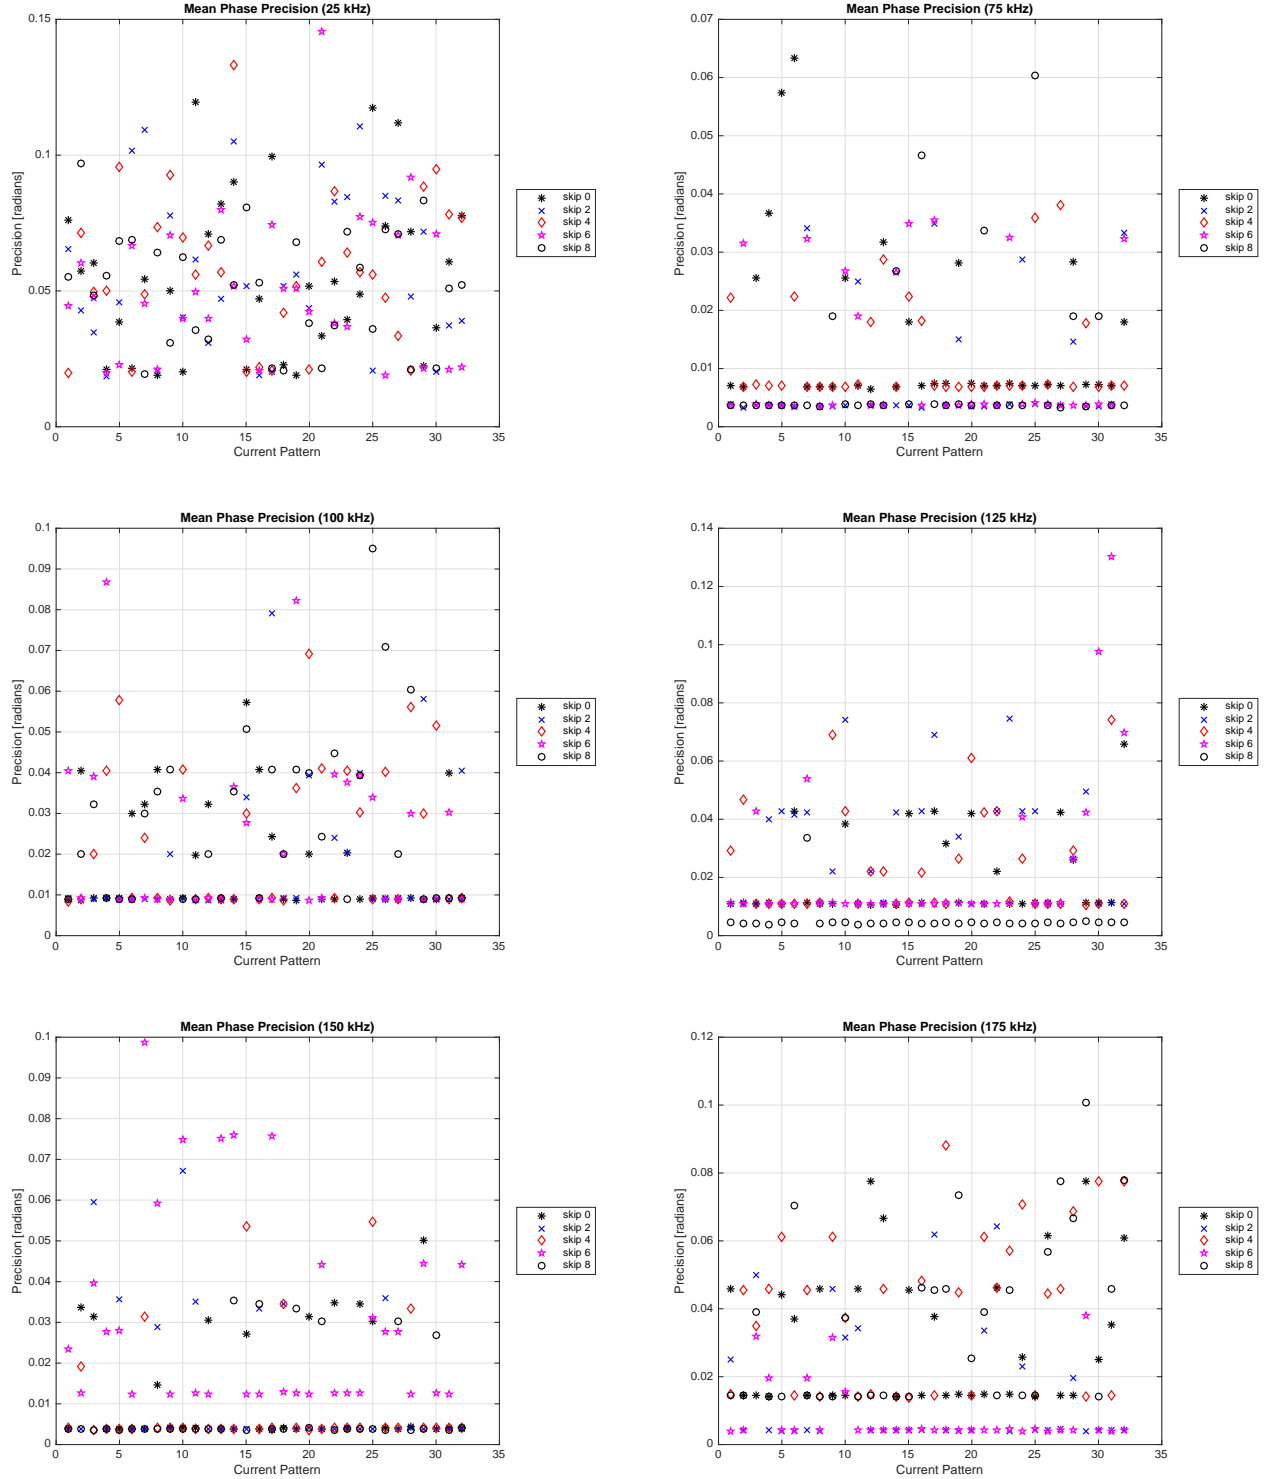 Mean Phase Precision (25 kHz)
Precision [radians]
0.15
0.1
0.05
0
0 5 10 15 20 25 30 35
Current Pattern
skip 0
skip 2
skip 4
skip 6
skip 8
Mean Phase Precision (75 kHz)
Precision [radians]
0.07
0.06
0.05
0.04
0.03
0.02
0.01
0
0 5 10 15 20 25 30 35
Current Pattern
skip 0
skip 2
skip 4
skip 6
skip 8
Mean Phase Precision (100 kHz)
Precision [radians]
0.1
0.09
0.08
0.07
0.06
0.05
0.04
0.03
0.02
0.01
0
0 5 10 15 20 25 30 35
Current Pattern
skip 0
skip 2
skip 4
skip 6
skip 8
Mean Phase Precision (125 kHz)
Precision [radians]
0.14
0.12
0.1
0.08
0.06
0.04
0.02
0
0 5 10 15 20 25 30 35
Current Pattern
skip 0
skip 2
skip 4
skip 6
skip 8
Mean Phase Precision (150 kHz)
Precision [radians]
0.1
0.09
0.08
0.07
0.06
0.05
0.04
0.03
0.02
0.01
0
0 5 10 15 20 25 30 35
Current Pattern
skip 0
skip 2
skip 4
skip 6
skip 8
Mean Phase Precision (175 kHz)
Precision [radians]
0.12
0.1
0.08
0.06
0.04
0.02
0
0 5 10 15 20 25 30 35
Current Pattern
skip 0
skip 2
skip 4
skip 6
skip 8